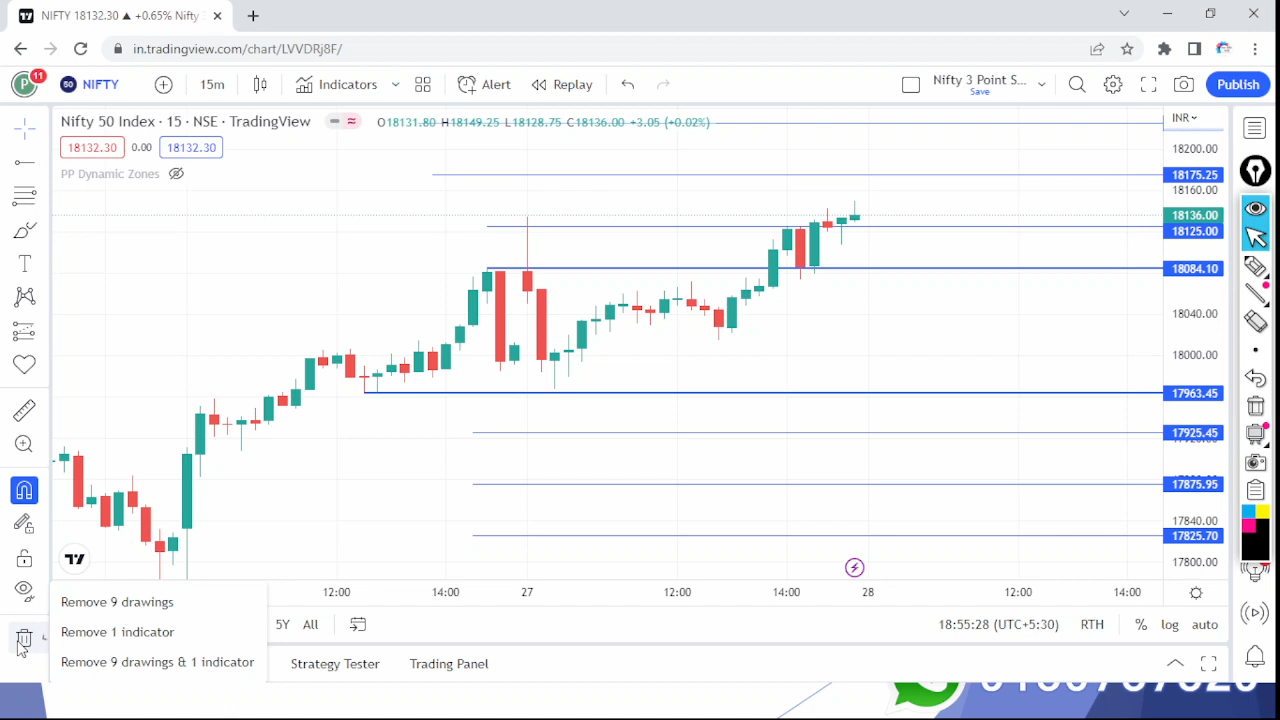 NIFTY 18132.30 ▲ +0.65% Nifty
in.tradingview.com/chart/LVVDRj8F/
P 11 50 NIFTY 15m Indicators Alert Replay Nifty 3 Point S... Publish
Save
Nifty 50 Index · 15 · NSE · TradingView O18131.80 H18149.25 L18128.75 C18136.00 +3.05 (+0.02%) INR
18132.30 0.00 18132.30
18200.00
PP Dynamic Zones
18175.25
18160.00
18136.00
18125.00
18084.10
18040.00
18000.00
17963.45
17925.45
17875.95
17840.00
17825.70
17800.00
12:00 14:00 27 12:00 14:00 28 12:00 14:00
Remove 9 drawings
5Y All 18:55:28 (UTC+5:30) RTH % log auto
Remove 1 indicator
Remove 9 drawings & 1 indicator
Strategy Tester Trading Panel